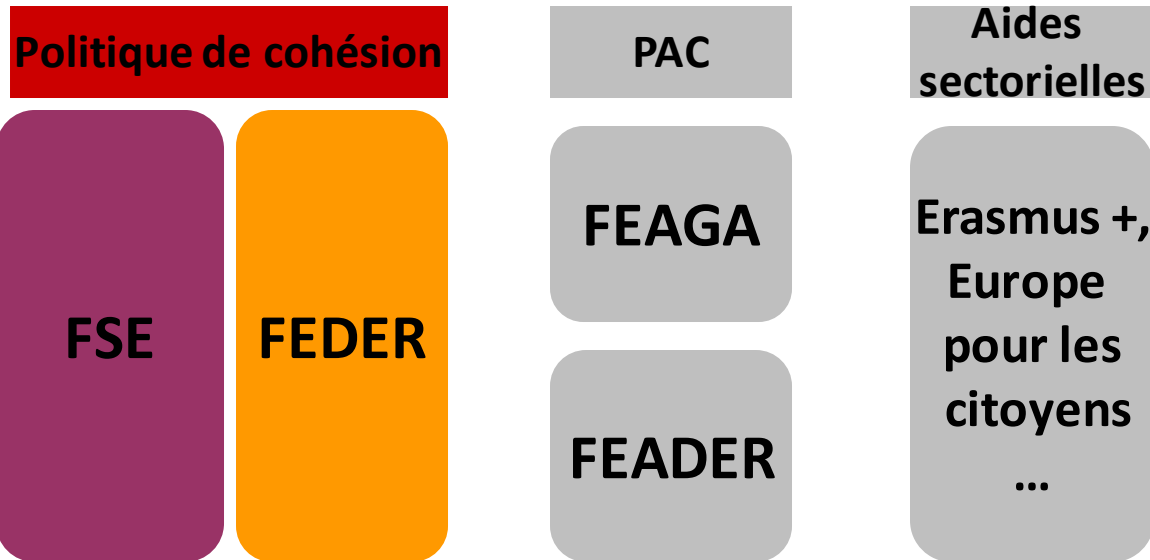 Politique de cohésion
PAC
Aides
sectorielles
FSE
FEDER
FEAGA
FEADER
Erasmus +,
Europe
pour les
citoyens
...